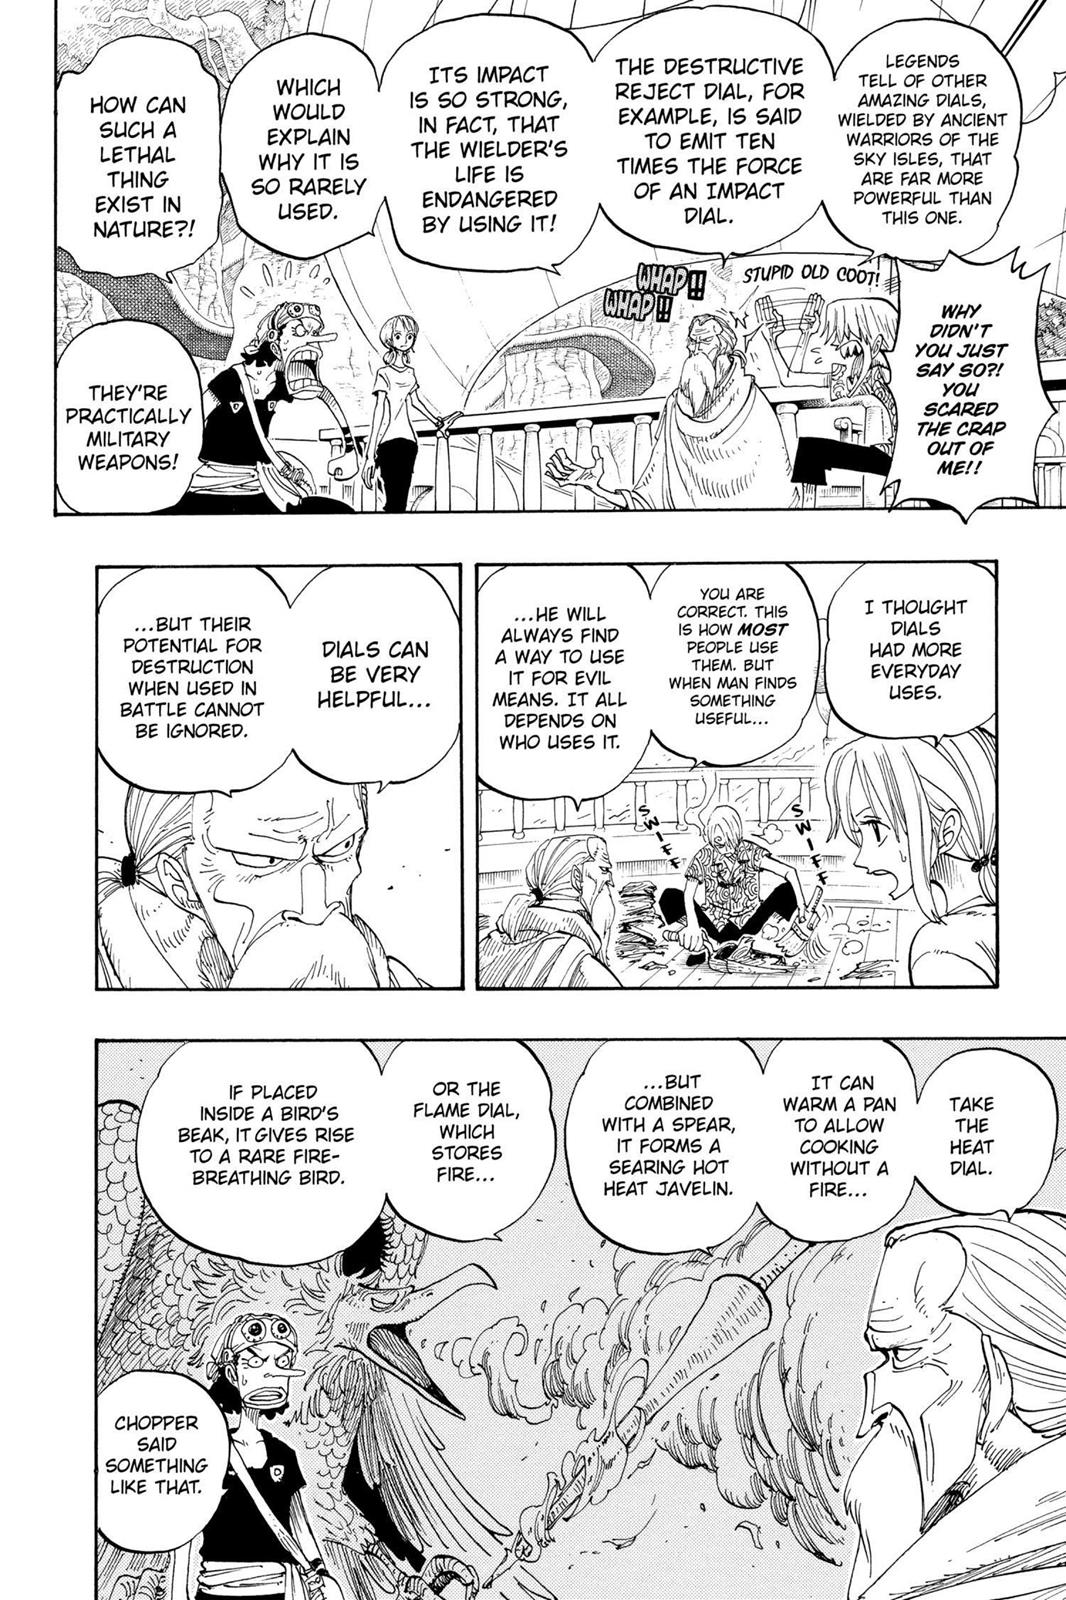 LEGENDS
TELL OF OTHER
AMAZING DIALS,
WIELDED BY ANCIENT
WARRIORS OF THE
SKY ISLES, THAT
ARE FAR MORE
POWERFUL THAN
THIS ONE.
WHY
DIDN'T
YOU JUST
SAY SO?!
YOU
SCARED
THE CRAP
OUT OF
ME!!
STUPID OLD COOT!
WHAP!!
WHAP!!
THE DESTRUCTIVE
REJECT DIAL, FOR
EXAMPLE, IS SAID
TO EMIT TEN
TIMES THE FORCE
OF AN IMPACT
DIAL.
ITS IMPACT
IS SO STRONG,
IN FACT, THAT
THE WIELDER'S
LIFE IS
ENDANGERED
BY USING IT!
WHICH
WOULD
EXPLAIN
WHY IT IS
SO RARELY
USED.
HOW CAN
SUCH A
LETHAL
THING
EXIST IN
NATURE?!
THEY'RE
PRACTICALLY
MILITARY
WEAPONS!
I THOUGHT
DIALS
HAD MORE
EVERYDAY
USES.
YOU ARE
CORRECT. THIS
IS HOW MOST
PEOPLE USE
THEM. BUT
WHEN MAN FINDS
SOMETHING
USEFUL...
...HE WILL
ALWAYS FIND
A WAY TO USE
IT FOR EVIL
MEANS. IT ALL
DEPENDS ON
WHO USES IT.
SWIFF
SWIFF
DIALS CAN
BE VERY
HELPFUL...
...BUT THEIR
POTENTIAL FOR
DESTRUCTION
WHEN USED IN
BATTLE CANNOT
BE IGNORED.
TAKE
THE
HEAT
DIAL.
IT CAN
WARM A PAN
TO ALLOW
COOKING
WITHOUT A
FIRE...
...BUT
COMBINED
WITH A SPEAR,
IT FORMS A
SEARING HOT
HEAT JAVELIN.
OR THE
FLAME DIAL,
WHICH
STORES
FIRE...
IF PLACED
INSIDE A BIRD'S
BEAK, IT GIVES RISE
TO A RARE FIRE-
BREATHING BIRD.
CHOPPER
SAID
SOMETHING
LIKE THAT.